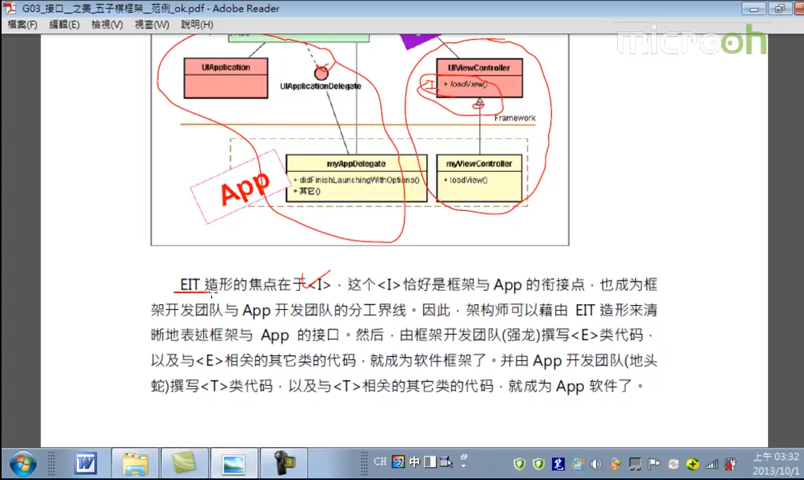 G03_接口__之美_五子棋框架__范例_ok.pdf - Adobe Reader
檔案(F) 編輯(E) 檢視(V) 視窗(W) 說明(H)
microoh
UIApplication
UIApplicationDelegate
UIViewController
+ loadView()
Framework
App
myAppDelegate
+ didFinishLaunchingWithOptions()
+ 其它()
myViewController
+ loadView()
EIT 造形的焦点在于<I>，这个<I>恰好是框架与 App 的衔接点，也成为框
架开发团队与 App 开发团队的分工界线。因此，架构师可以藉由 EIT 造形来清
晰地表述框架与 App 的接口。然后，由框架开发团队(强龙)撰写<E>类代码，
以及与<E>相关的其它类的代码，就成为软件框架了。并由 App 开发团队(地头
蛇)撰写<T>类代码，以及与<T>相关的其它类的代码，就成为 App 软件了。
CH 中
上午 03:32
2013/10/1